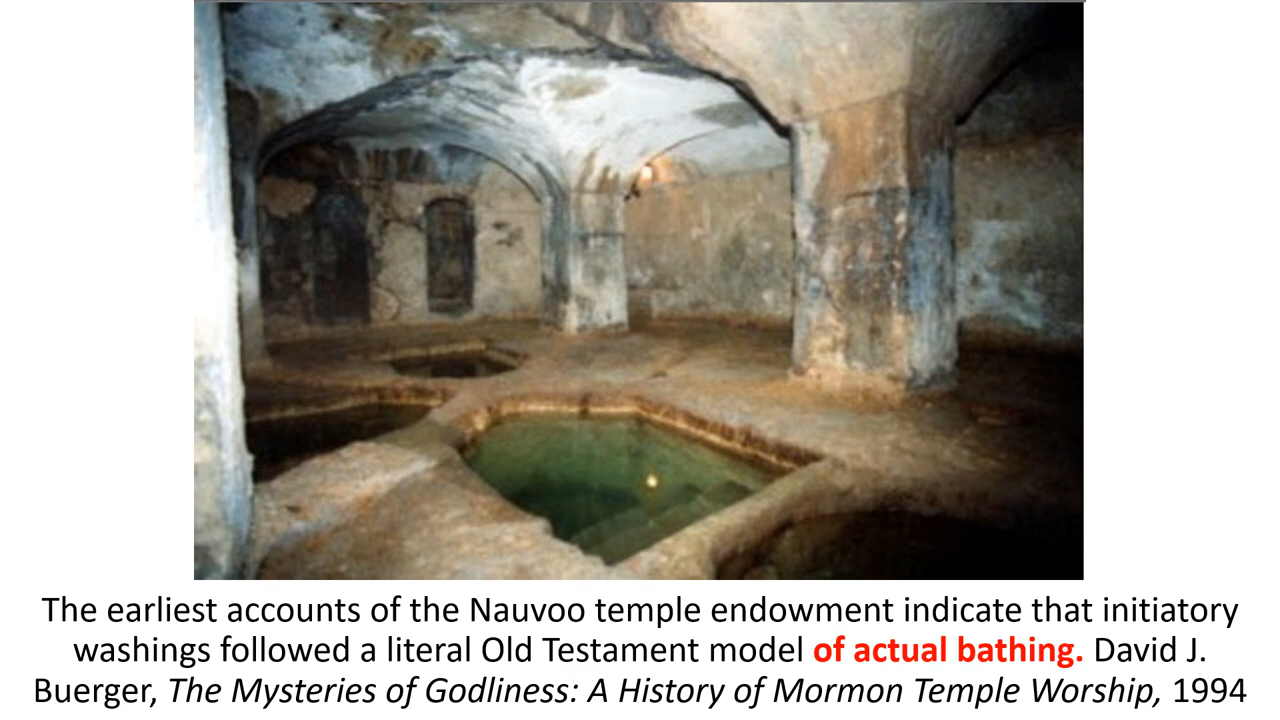 The earliest accounts of the Nauvoo temple endowment indicate that initiatory
washings followed a literal Old Testament model of actual bathing. David J.
Buerger, The Mysteries of Godliness: A History of Mormon Temple Worship, 1994